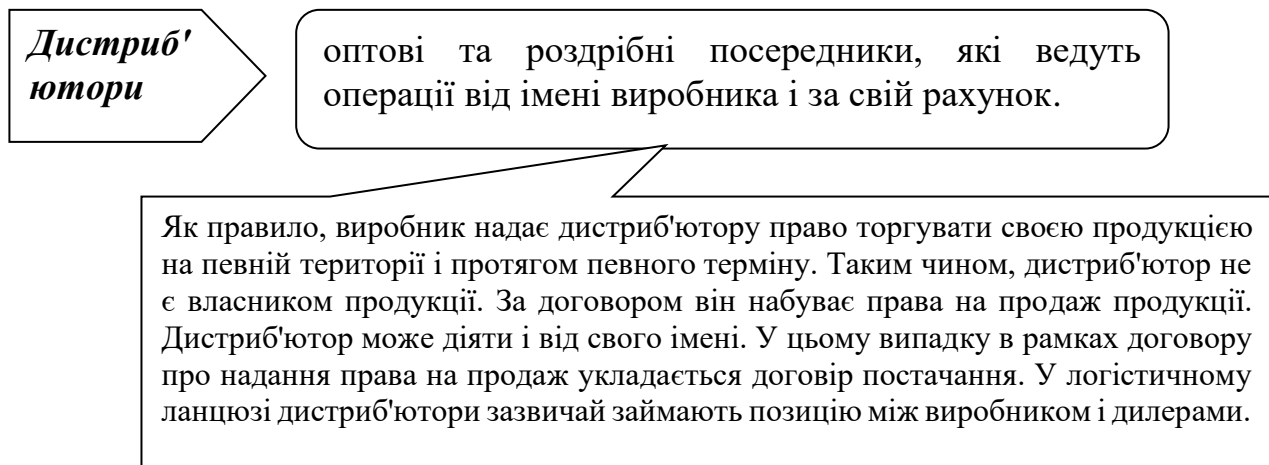 Дистриб'
ютори
оптові та роздрібні посередники, які ведуть
операції від імені виробника і за свій рахунок.
Як правило, виробник надає дистриб'ютору право торгувати своєю продукцією
на певній території і протягом певного терміну. Таким чином, дистриб'ютор не
є власником продукції. За договором він набуває права на продаж продукції.
Дистриб'ютор може діяти і від свого імені. У цьому випадку в рамках договору
про надання права на продаж укладається договір постачання. У логістичному
ланцюзі дистриб'ютори зазвичай займають позицію між виробником і дилерами.